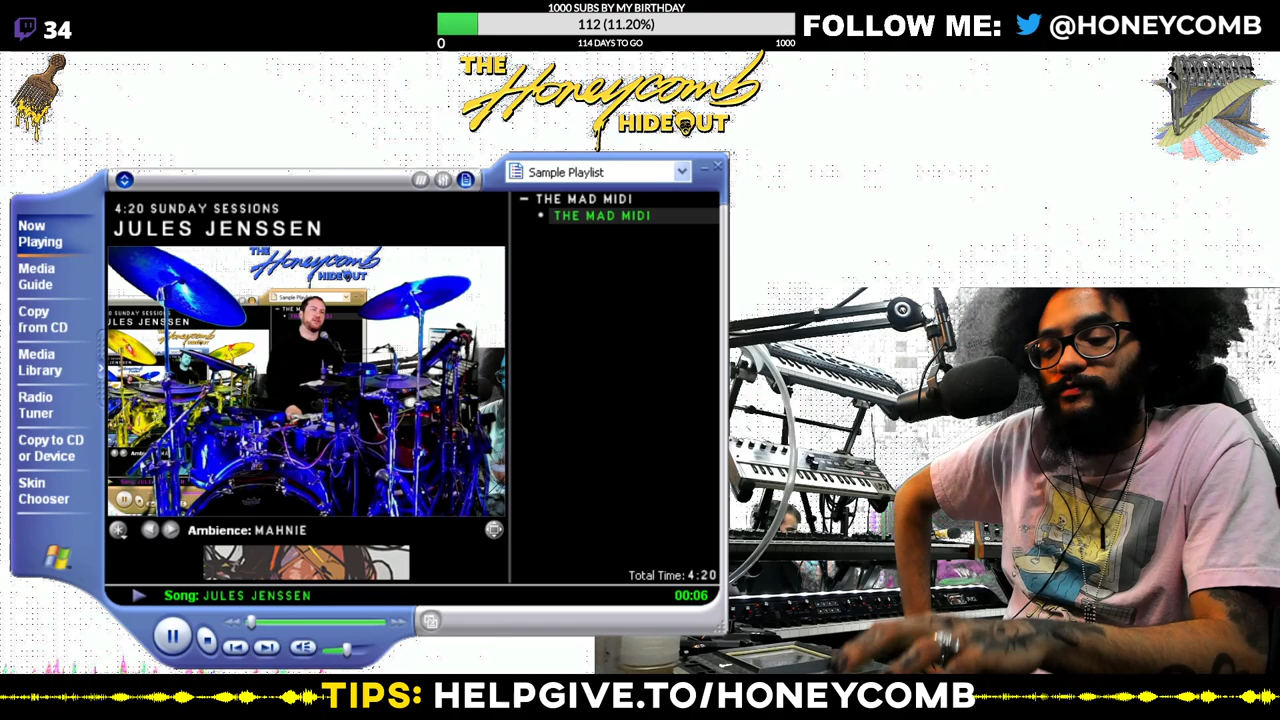 34
1000 SUBS BY MY BIRTHDAY
112 (11.20%)
0
114 DAYS TO GO
1000
FOLLOW ME:
@HONEYCOMB
THE
Honeycomb
HIDEOUT
Sample Playlist
THE MAD MIDI
THE MAD MIDI
4:20 SUNDAY SESSIONS
JULES JENSSEN
Now
Playing
Media
Guide
Copy
from CD
Media
Library
Radio
Tuner
Copy to CD
or Device
Skin
Chooser
THE
Honeycomb
HIDEOUT
Ambience: MAHNIE
Total Time: 4:20
Song: JULES JENSSEN
00:06
TIPS: HELPGIVE.TO/HONEYCOMB